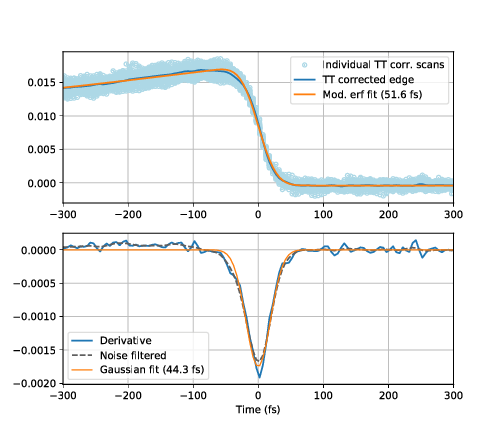 Individual TT corr. scans
TT corrected edge
Mod. erf fit (51.6 fs)
0.015
0.010
0.005
0.000
−300 −200 −100 0 100 200 300
0.0000
−0.0005
−0.0010
−0.0015
−0.0020
Derivative
Noise filtered
Gaussian fit (44.3 fs)
−300 −200 −100 0 100 200 300
Time (fs)